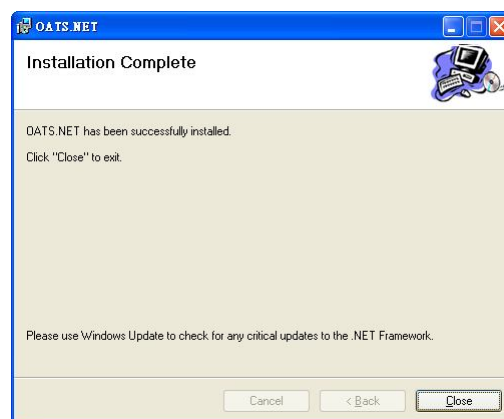 OATS.NET
Installation Complete
OATS.NET has been successfully installed.
Click "Close" to exit.
Please use Windows Update to check for any critical updates to the .NET Framework.
Cancel
< Back
Close